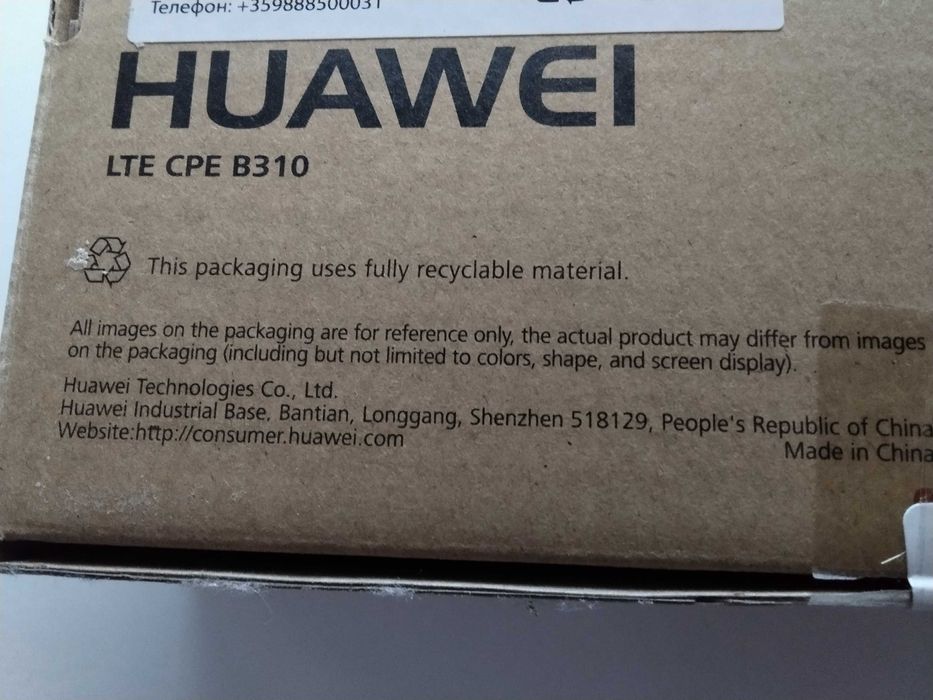 Телефон: +359888500031
HUAWEI
LTE CPE B310
This packaging uses fully recyclable material.
All images on the packaging are for reference only, the actual product may differ from images
on the packaging (including but not limited to colors, shape, and screen display).
Huawei Technologies Co., Ltd.
Huawei Industrial Base, Bantian, Longgang, Shenzhen 518129, People's Republic of China
Website:http://consumer.huawei.com
Made in China